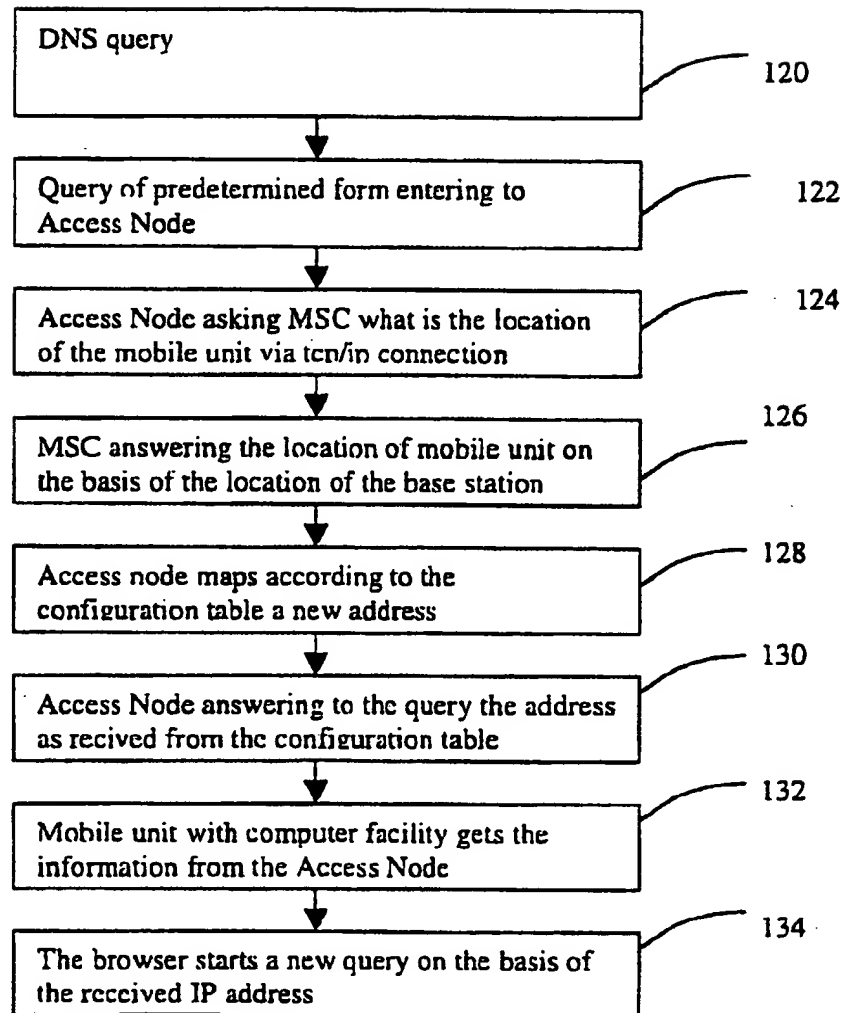 DNS query
120
Query of predetermined form entering to
Access Node
122
Access Node asking MSC what is the location
of the mobile unit via tcp/ip connection
124
MSC answering the location of mobile unit on
the basis of the location of the base station
126
Access node maps according to the
configuration table a new address
128
Access Node answering to the query the address
as recived from the configuration table
130
Mobile unit with computer facility gets the
information from the Access Node
132
The browser starts a new query on the basis of
the received IP address
134